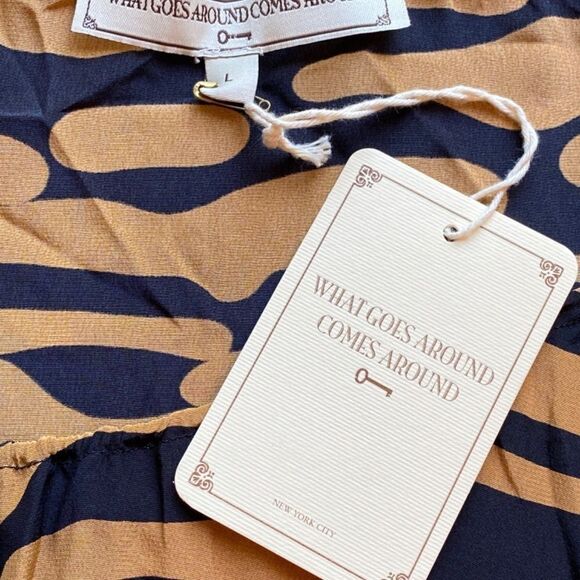 WHAT GOES AROUND COMES AROUND
L
WHAT GOES AROUND
COMES AROUND
NEW YORK CITY